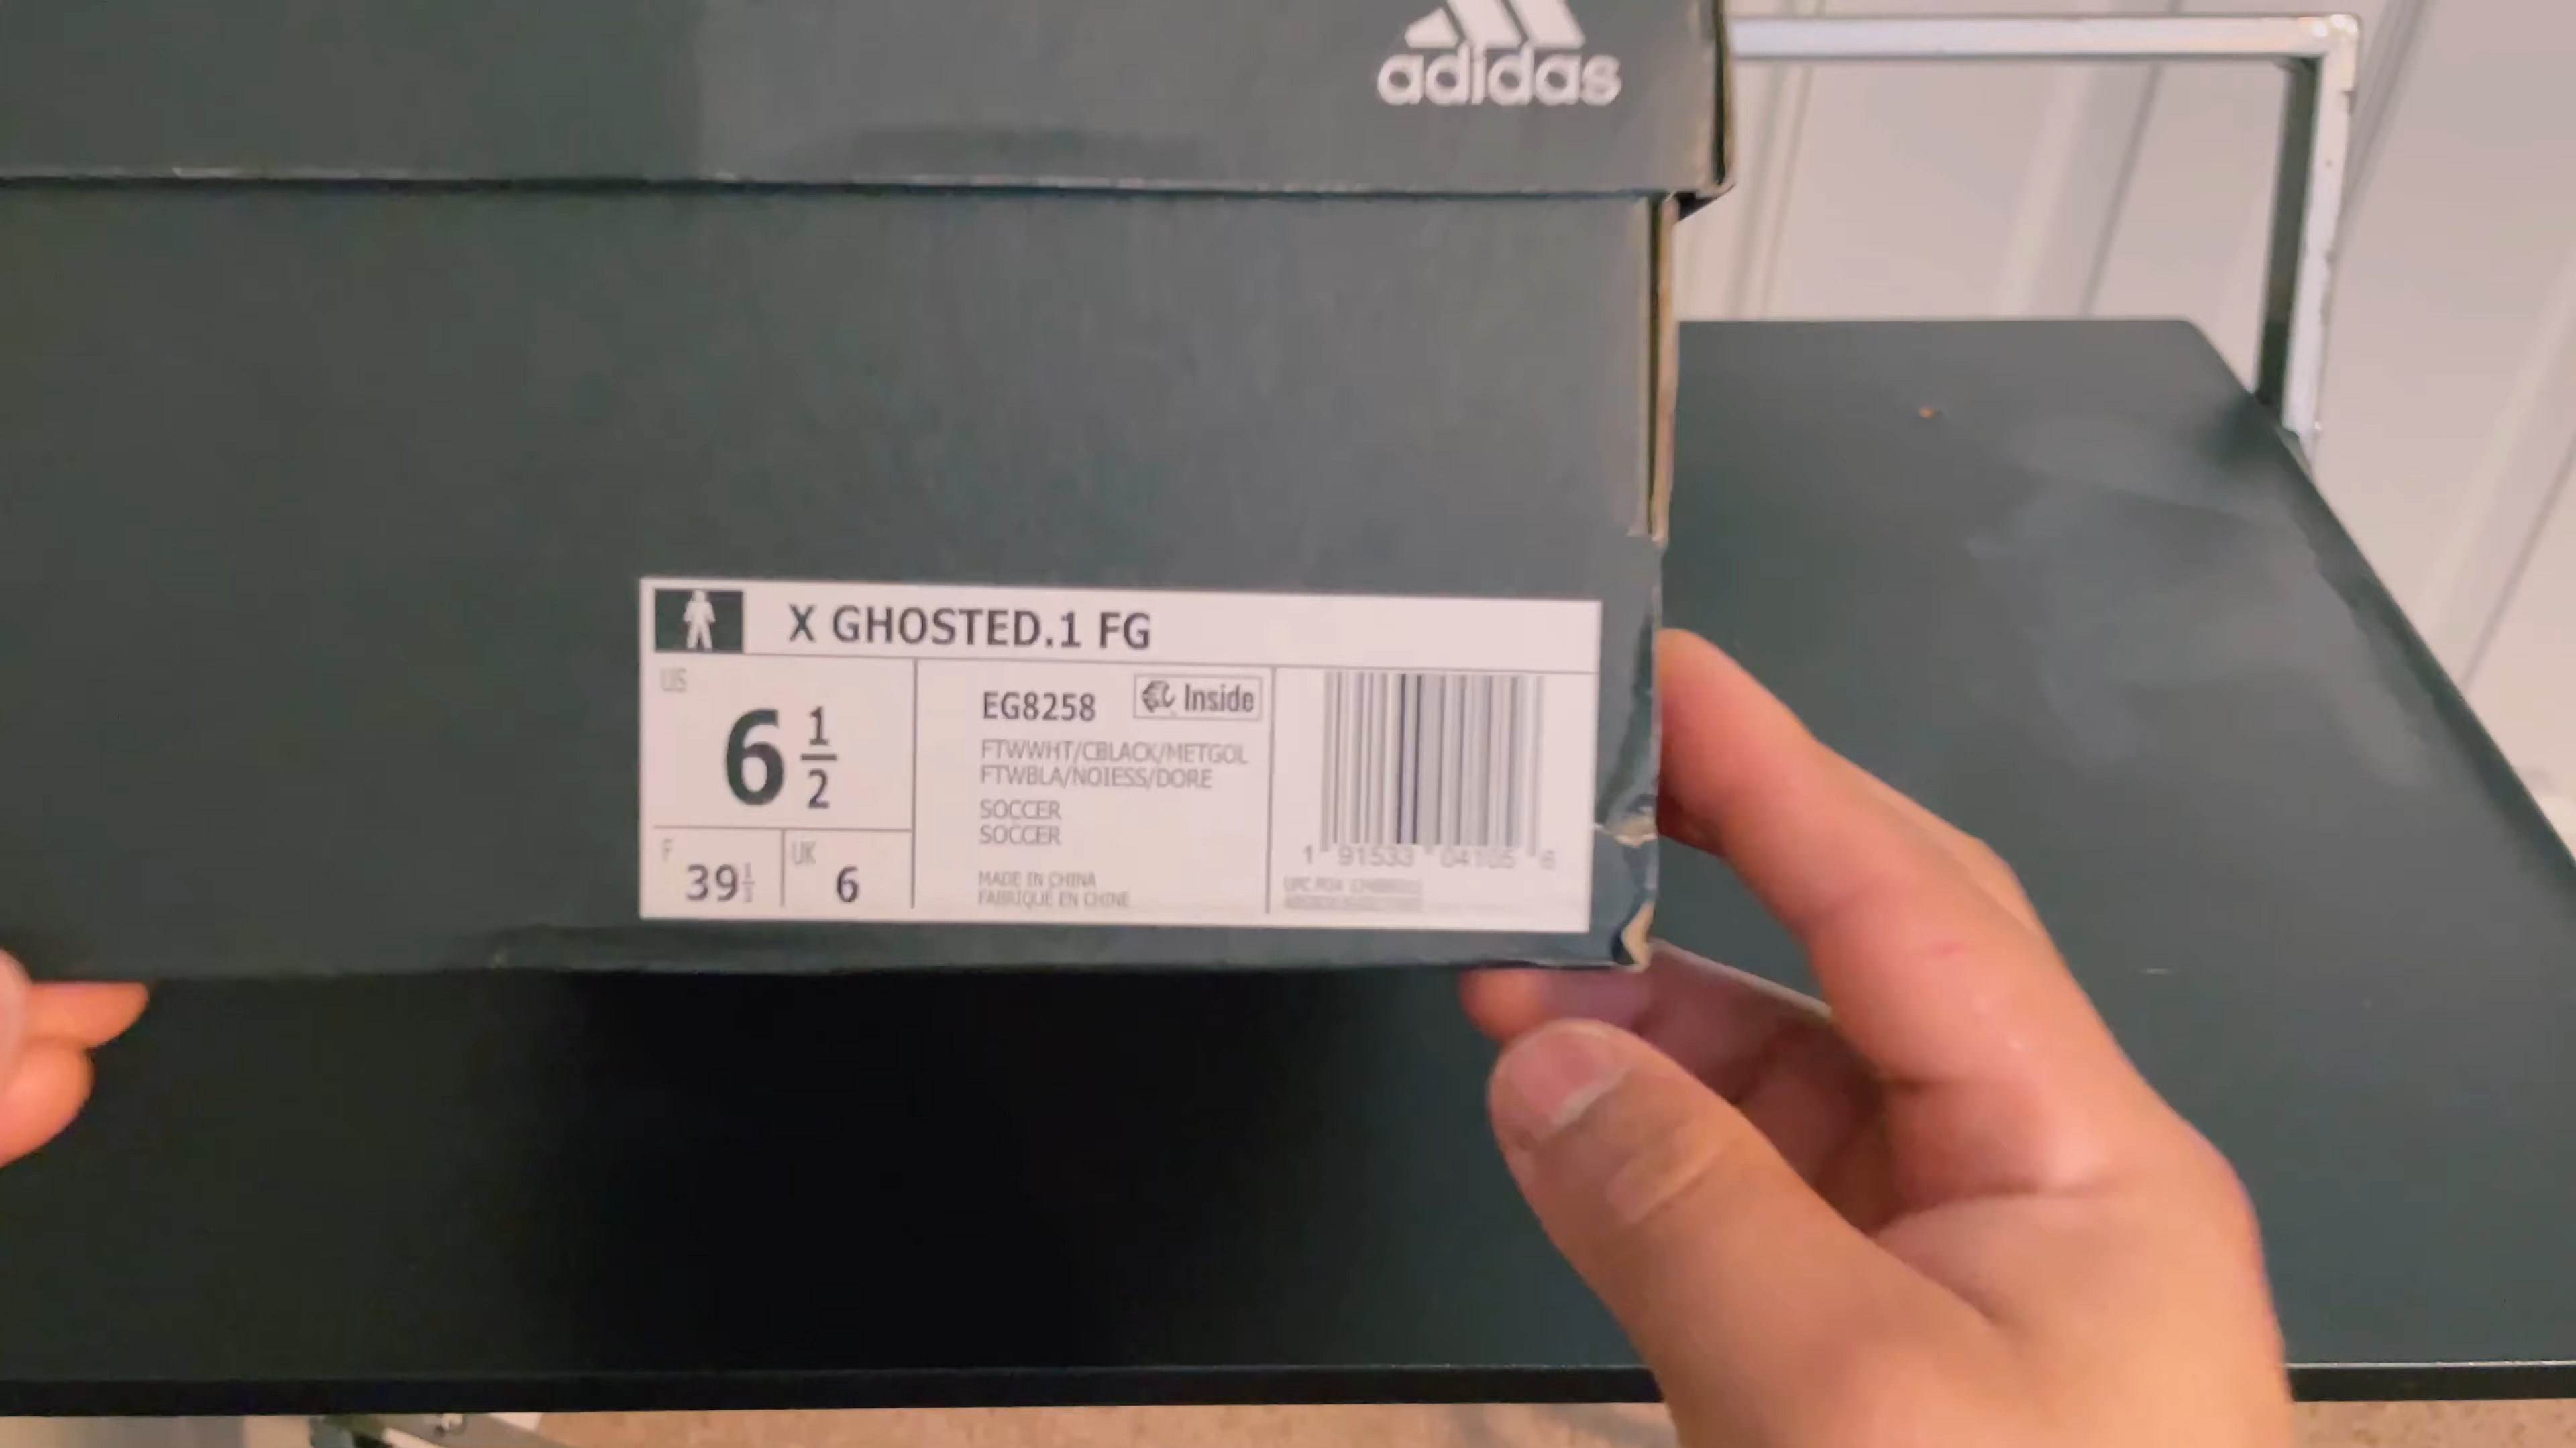 adidas
X GHOSTED.1 FG
US
6 1/2
F
39 1/3
UK
6
EG8258
Inside
FTWWHT/CBLACK/METGOL
FTWBLA/NOIESS/DORE
SOCCER
SOCCER
MADE IN CHINA
FABRIQUÉ EN CHINE
1 91533 04105 6